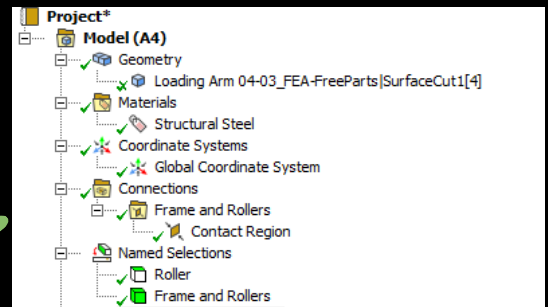 Project*
Model (A4)
Geometry
Loading Arm 04-03_FEA-FreeParts|SurfaceCut1[4]
Materials
Structural Steel
Coordinate Systems
Global Coordinate System
Connections
Frame and Rollers
Contact Region
Named Selections
Roller
Frame and Rollers